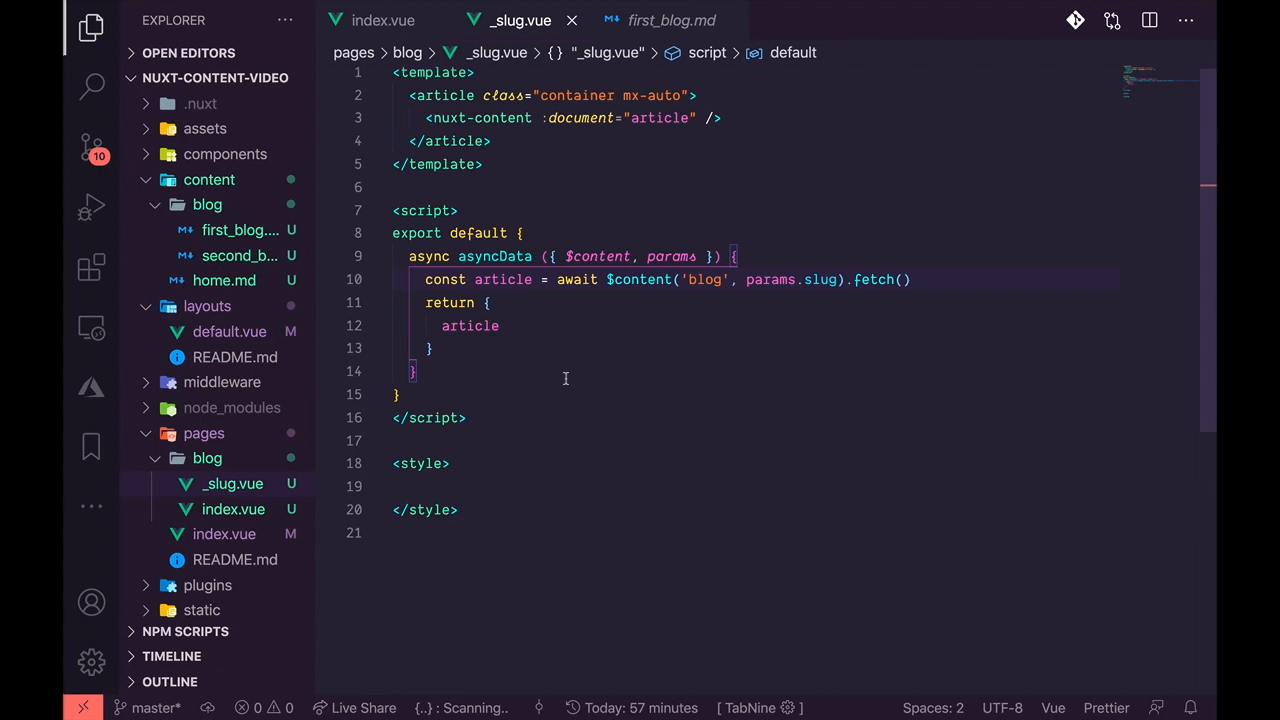 EXPLORER
OPEN EDITORS
NUXT-CONTENT-VIDEO
.nuxt
assets
components
content
blog
first_blog.... U
second_b... U
home.md U
layouts
default.vue M
README.md
middleware
node_modules
pages
blog
_slug.vue U
index.vue U
index.vue M
README.md
plugins
static
NPM SCRIPTS
TIMELINE
OUTLINE
10
index.vue _slug.vue first_blog.md
pages > blog > _slug.vue > {} "_slug.vue" > script > default
1 <template>
2 <article class="container mx-auto">
3 <nuxt-content :document="article" />
4 </article>
5 </template>
6
7 <script>
8 export default {
9 async asyncData ({ $content, params }) {
10 const article = await $content('blog', params.slug).fetch()
11 return {
12 article
13 }
14 }
15 }
16 </script>
17
18 <style>
19
20 </style>
21
master* 0 0 Live Share {..} : Scanning.. Today: 57 minutes [ TabNine ] Spaces: 2 UTF-8 Vue Prettier